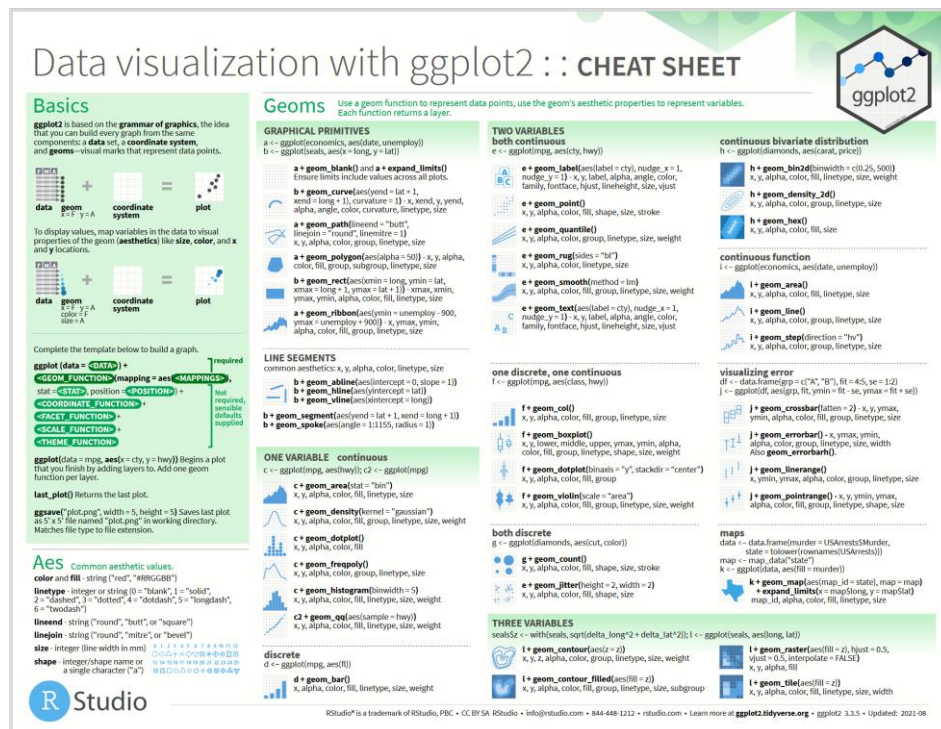 Data visualization with ggplot2 : : CHEAT SHEET
ggplot2
Basics
ggplot2 is based on the grammar of graphics, the idea
that you can build every graph from the same
components: a data set, a coordinate system,
and geoms—visual marks that represent data points.
F M A
+
=
data geom coordinate plot
x = F y = A system
To display values, map variables in the data to visual
properties of the geom (aesthetics) like size, color, and x
and y locations.
F M A
+
=
data geom coordinate plot
x = F y = A system
color = F
size = A
Complete the template below to build a graph.
required
ggplot (data = <DATA>) +
<GEOM_FUNCTION>(mapping = aes(<MAPPINGS>),
stat = <STAT>, position = <POSITION>) +
<COORDINATE_FUNCTION> +
<FACET_FUNCTION> +
<SCALE_FUNCTION> +
<THEME_FUNCTION>
Not
required,
sensible
defaults
supplied
ggplot(data = mpg, aes(x = cty, y = hwy)) Begins a plot
that you finish by adding layers to. Add one geom
function per layer.
last_plot() Returns the last plot.
ggsave("plot.png", width = 5, height = 5) Saves last plot
as 5' x 5' file named "plot.png" in working directory.
Matches file type to file extension.
Aes Common aesthetic values.
color and fill - string ("red", "#RRGGBB")
linetype - integer or string (0 = "blank", 1 = "solid",
2 = "dashed", 3 = "dotted", 4 = "dotdash", 5 = "longdash",
6 = "twodash")
lineend - string ("round", "butt", or "square")
linejoin - string ("round", "mitre", or "bevel")
size - integer (line width in mm)
0 1 2 3 4 5 6 7 8 9 10 11 12
shape - integer/shape name or
a single character ("a")
13 14 15 16 17 18 19 20 21 22 23 24 25
R Studio
Geoms Use a geom function to represent data points, use the geom's aesthetic properties to represent variables.
Each function returns a layer.
GRAPHICAL PRIMITIVES
a <- ggplot(economics, aes(date, unemploy))
b <- ggplot(seals, aes(x = long, y = lat))
a + geom_blank() and a + expand_limits()
Ensure limits include values across all plots.
b + geom_curve(aes(yend = lat + 1,
xend = long + 1), curvature = 1) - x, xend, y, yend,
alpha, angle, color, curvature, linetype, size
a + geom_path(lineend = "butt",
linejoin = "round", linemitre = 1)
x, y, alpha, color, group, linetype, size
a + geom_polygon(aes(alpha = 50)) - x, y, alpha,
color, fill, group, subgroup, linetype, size
b + geom_rect(aes(xmin = long, ymin = lat,
xmax = long + 1, ymax = lat + 1)) - xmax, xmin,
ymax, ymin, alpha, color, fill, linetype, size
a + geom_ribbon(aes(ymin = unemploy - 900,
ymax = unemploy + 900)) - x, ymax, ymin,
alpha, color, fill, group, linetype, size
LINE SEGMENTS
common aesthetics: x, y, alpha, color, linetype, size
b + geom_abline(aes(intercept = 0, slope = 1))
b + geom_hline(aes(yintercept = lat))
b + geom_vline(aes(xintercept = long))
b + geom_segment(aes(yend = lat + 1, xend = long + 1))
b + geom_spoke(aes(angle = 1:1155, radius = 1))
ONE VARIABLE continuous
c <- ggplot(mpg, aes(hwy)); c2 <- ggplot(mpg)
c + geom_area(stat = "bin")
x, y, alpha, color, fill, linetype, size
c + geom_density(kernel = "gaussian")
x, y, alpha, color, fill, group, linetype, size, weight
c + geom_dotplot()
x, y, alpha, color, fill
c + geom_freqpoly()
x, y, alpha, color, group, linetype, size
c + geom_histogram(binwidth = 5)
x, y, alpha, color, fill, linetype, size, weight
c2 + geom_qq(aes(sample = hwy))
x, y, alpha, color, fill, linetype, size, weight
discrete
d <- ggplot(mpg, aes(fl))
d + geom_bar()
x, alpha, color, fill, linetype, size, weight
TWO VARIABLES
both continuous
e <- ggplot(mpg, aes(cty, hwy))
e + geom_label(aes(label = cty), nudge_x = 1,
nudge_y = 1) - x, y, label, alpha, angle, color,
family, fontface, hjust, lineheight, size, vjust
e + geom_point()
x, y, alpha, color, fill, shape, size, stroke
e + geom_quantile()
x, y, alpha, color, group, linetype, size, weight
e + geom_rug(sides = "bl")
x, y, alpha, color, linetype, size
e + geom_smooth(method = lm)
x, y, alpha, color, fill, group, linetype, size, weight
e + geom_text(aes(label = cty), nudge_x = 1,
nudge_y = 1) - x, y, label, alpha, angle, color,
family, fontface, hjust, lineheight, size, vjust
one discrete, one continuous
f <- ggplot(mpg, aes(class, hwy))
f + geom_col()
x, y, alpha, color, fill, group, linetype, size
f + geom_boxplot()
x, y, lower, middle, upper, ymax, ymin, alpha,
color, fill, group, linetype, shape, size, weight
f + geom_dotplot(binaxis = "y", stackdir = "center")
x, y, alpha, color, fill, group
f + geom_violin(scale = "area")
x, y, alpha, color, fill, group, linetype, size, weight
both discrete
g <- ggplot(diamonds, aes(cut, color))
g + geom_count()
x, y, alpha, color, fill, shape, size, stroke
e + geom_jitter(height = 2, width = 2)
x, y, alpha, color, fill, shape, size
continuous bivariate distribution
h <- ggplot(diamonds, aes(carat, price))
h + geom_bin2d(binwidth = c(0.25, 500))
x, y, alpha, color, fill, linetype, size, weight
h + geom_density_2d()
x, y, alpha, color, group, linetype, size
h + geom_hex()
x, y, alpha, color, fill, size
continuous function
i <- ggplot(economics, aes(date, unemploy))
i + geom_area()
x, y, alpha, color, fill, linetype, size
i + geom_line()
x, y, alpha, color, group, linetype, size
i + geom_step(direction = "hv")
x, y, alpha, color, group, linetype, size
visualizing error
df <- data.frame(grp = c("A", "B"), fit = 4:5, se = 1:2)
j <- ggplot(df, aes(grp, fit, ymin = fit - se, ymax = fit + se))
j + geom_crossbar(fatten = 2) - x, y, ymax,
ymin, alpha, color, fill, group, linetype, size
j + geom_errorbar() - x, ymax, ymin,
alpha, color, group, linetype, size, width
Also geom_errorbarh().
j + geom_linerange()
x, ymin, ymax, alpha, color, group, linetype, size
j + geom_pointrange() - x, y, ymin, ymax,
alpha, color, fill, group, linetype, shape, size
maps
data <- data.frame(murder = USArrests$Murder,
state = tolower(rownames(USArrests)))
map <- map_data("state")
k <- ggplot(data, aes(fill = murder))
k + geom_map(aes(map_id = state), map = map)
+ expand_limits(x = map$long, y = map$lat)
map_id, alpha, color, fill, linetype, size
THREE VARIABLES
seals$z <- with(seals, sqrt(delta_long^2 + delta_lat^2)); l <- ggplot(seals, aes(long, lat))
l + geom_contour(aes(z = z))
x, y, z, alpha, color, group, linetype, size, weight
l + geom_contour_filled(aes(fill = z))
x, y, alpha, color, fill, group, linetype, size, subgroup
l + geom_raster(aes(fill = z), hjust = 0.5,
vjust = 0.5, interpolate = FALSE)
x, y, alpha, fill
l + geom_tile(aes(fill = z))
x, y, alpha, color, fill, linetype, size, width
RStudio® is a trademark of RStudio, PBC • CC BY SA RStudio • info@rstudio.com • 844-448-1212 • rstudio.com • Learn more at ggplot2.tidyverse.org • ggplot2 3.3.5 • Updated: 2021-08